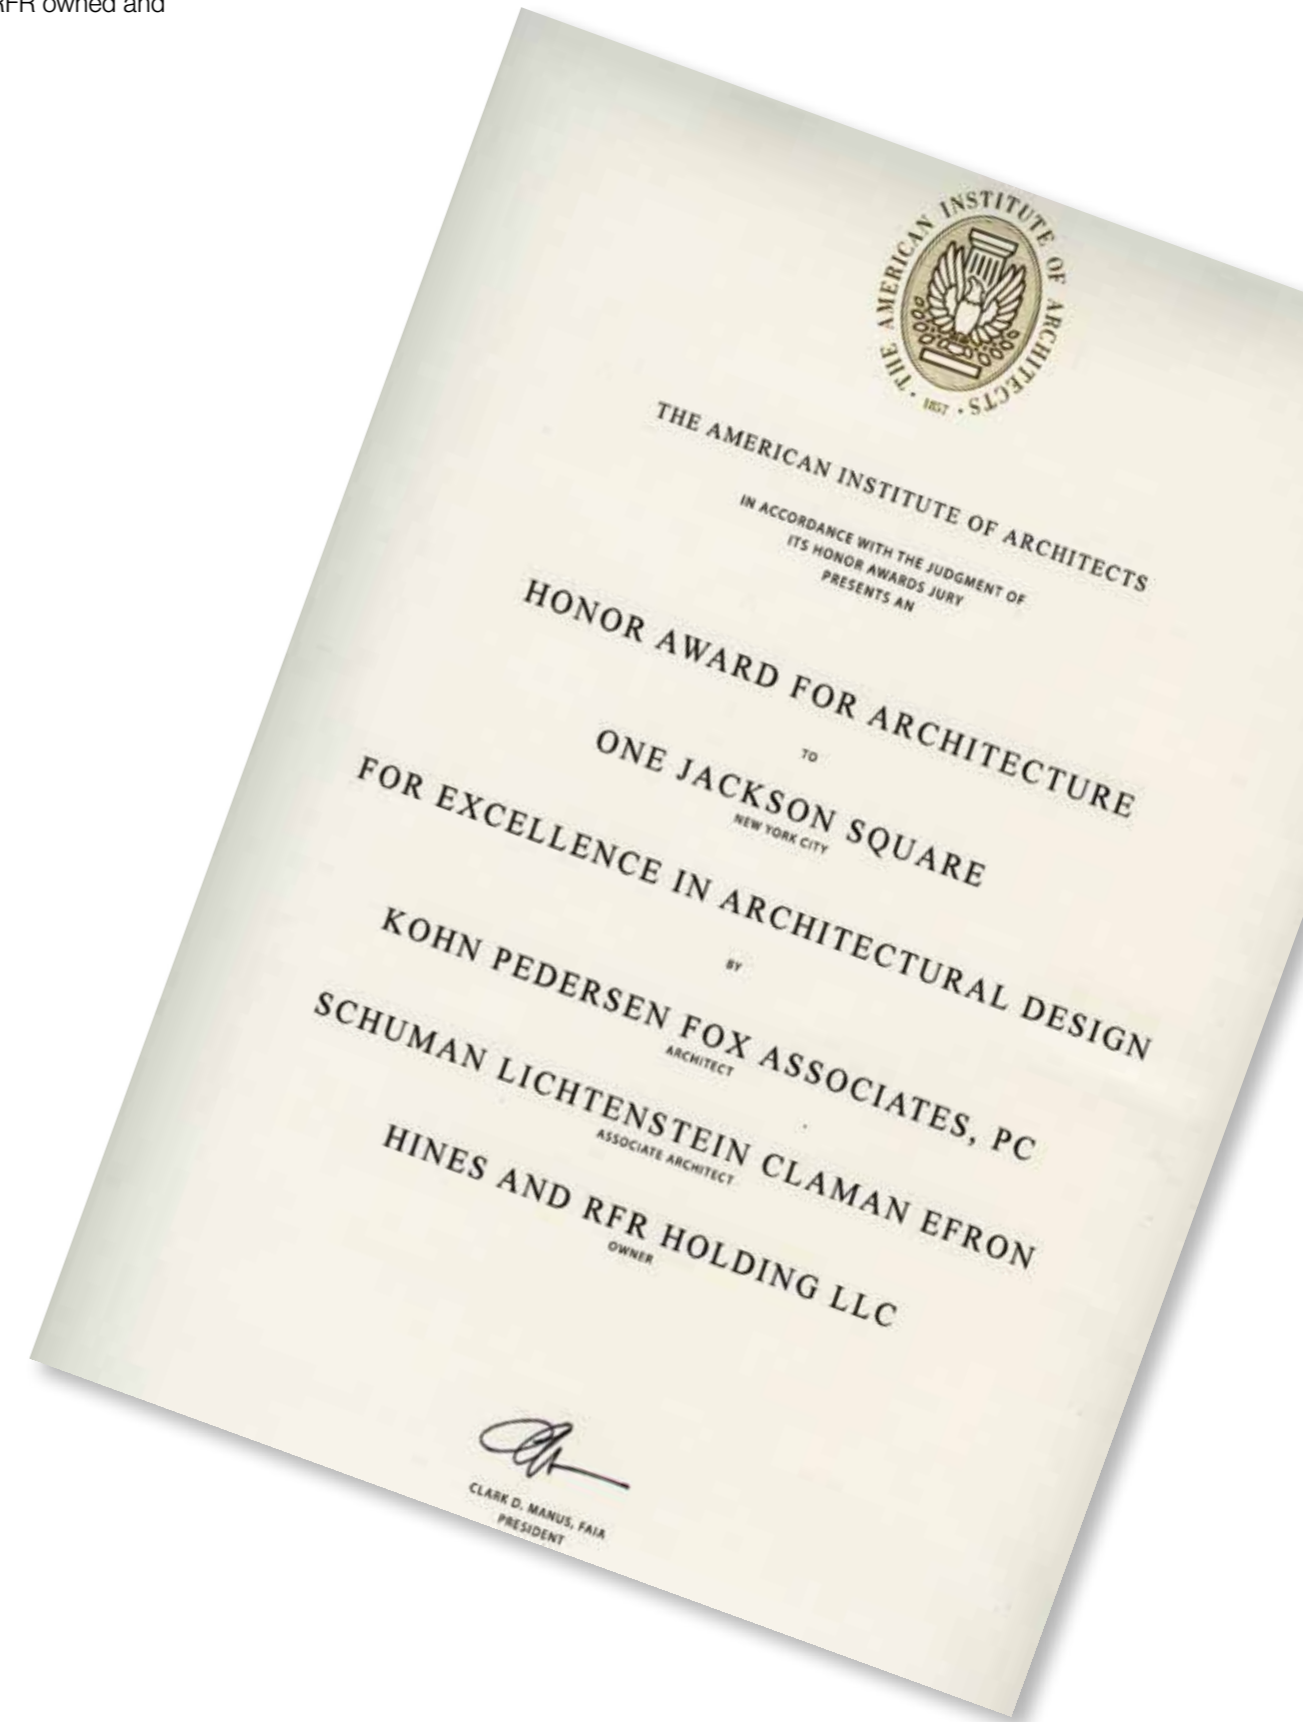 RFR owned and
THE AMERICAN INSTITUTE OF ARCHITECTS
1857
THE AMERICAN INSTITUTE OF ARCHITECTS
IN ACCORDANCE WITH THE JUDGMENT OF
ITS HONOR AWARDS JURY
PRESENTS AN
HONOR AWARD FOR ARCHITECTURE
TO
ONE JACKSON SQUARE
NEW YORK CITY
FOR EXCELLENCE IN ARCHITECTURAL DESIGN
BY
KOHN PEDERSEN FOX ASSOCIATES, PC
ARCHITECT
SCHUMAN LICHTENSTEIN CLAMAN EFRON
ASSOCIATE ARCHITECT
HINES AND RFR HOLDING LLC
OWNER
CLARK D. MANUS, FAIA
PRESIDENT